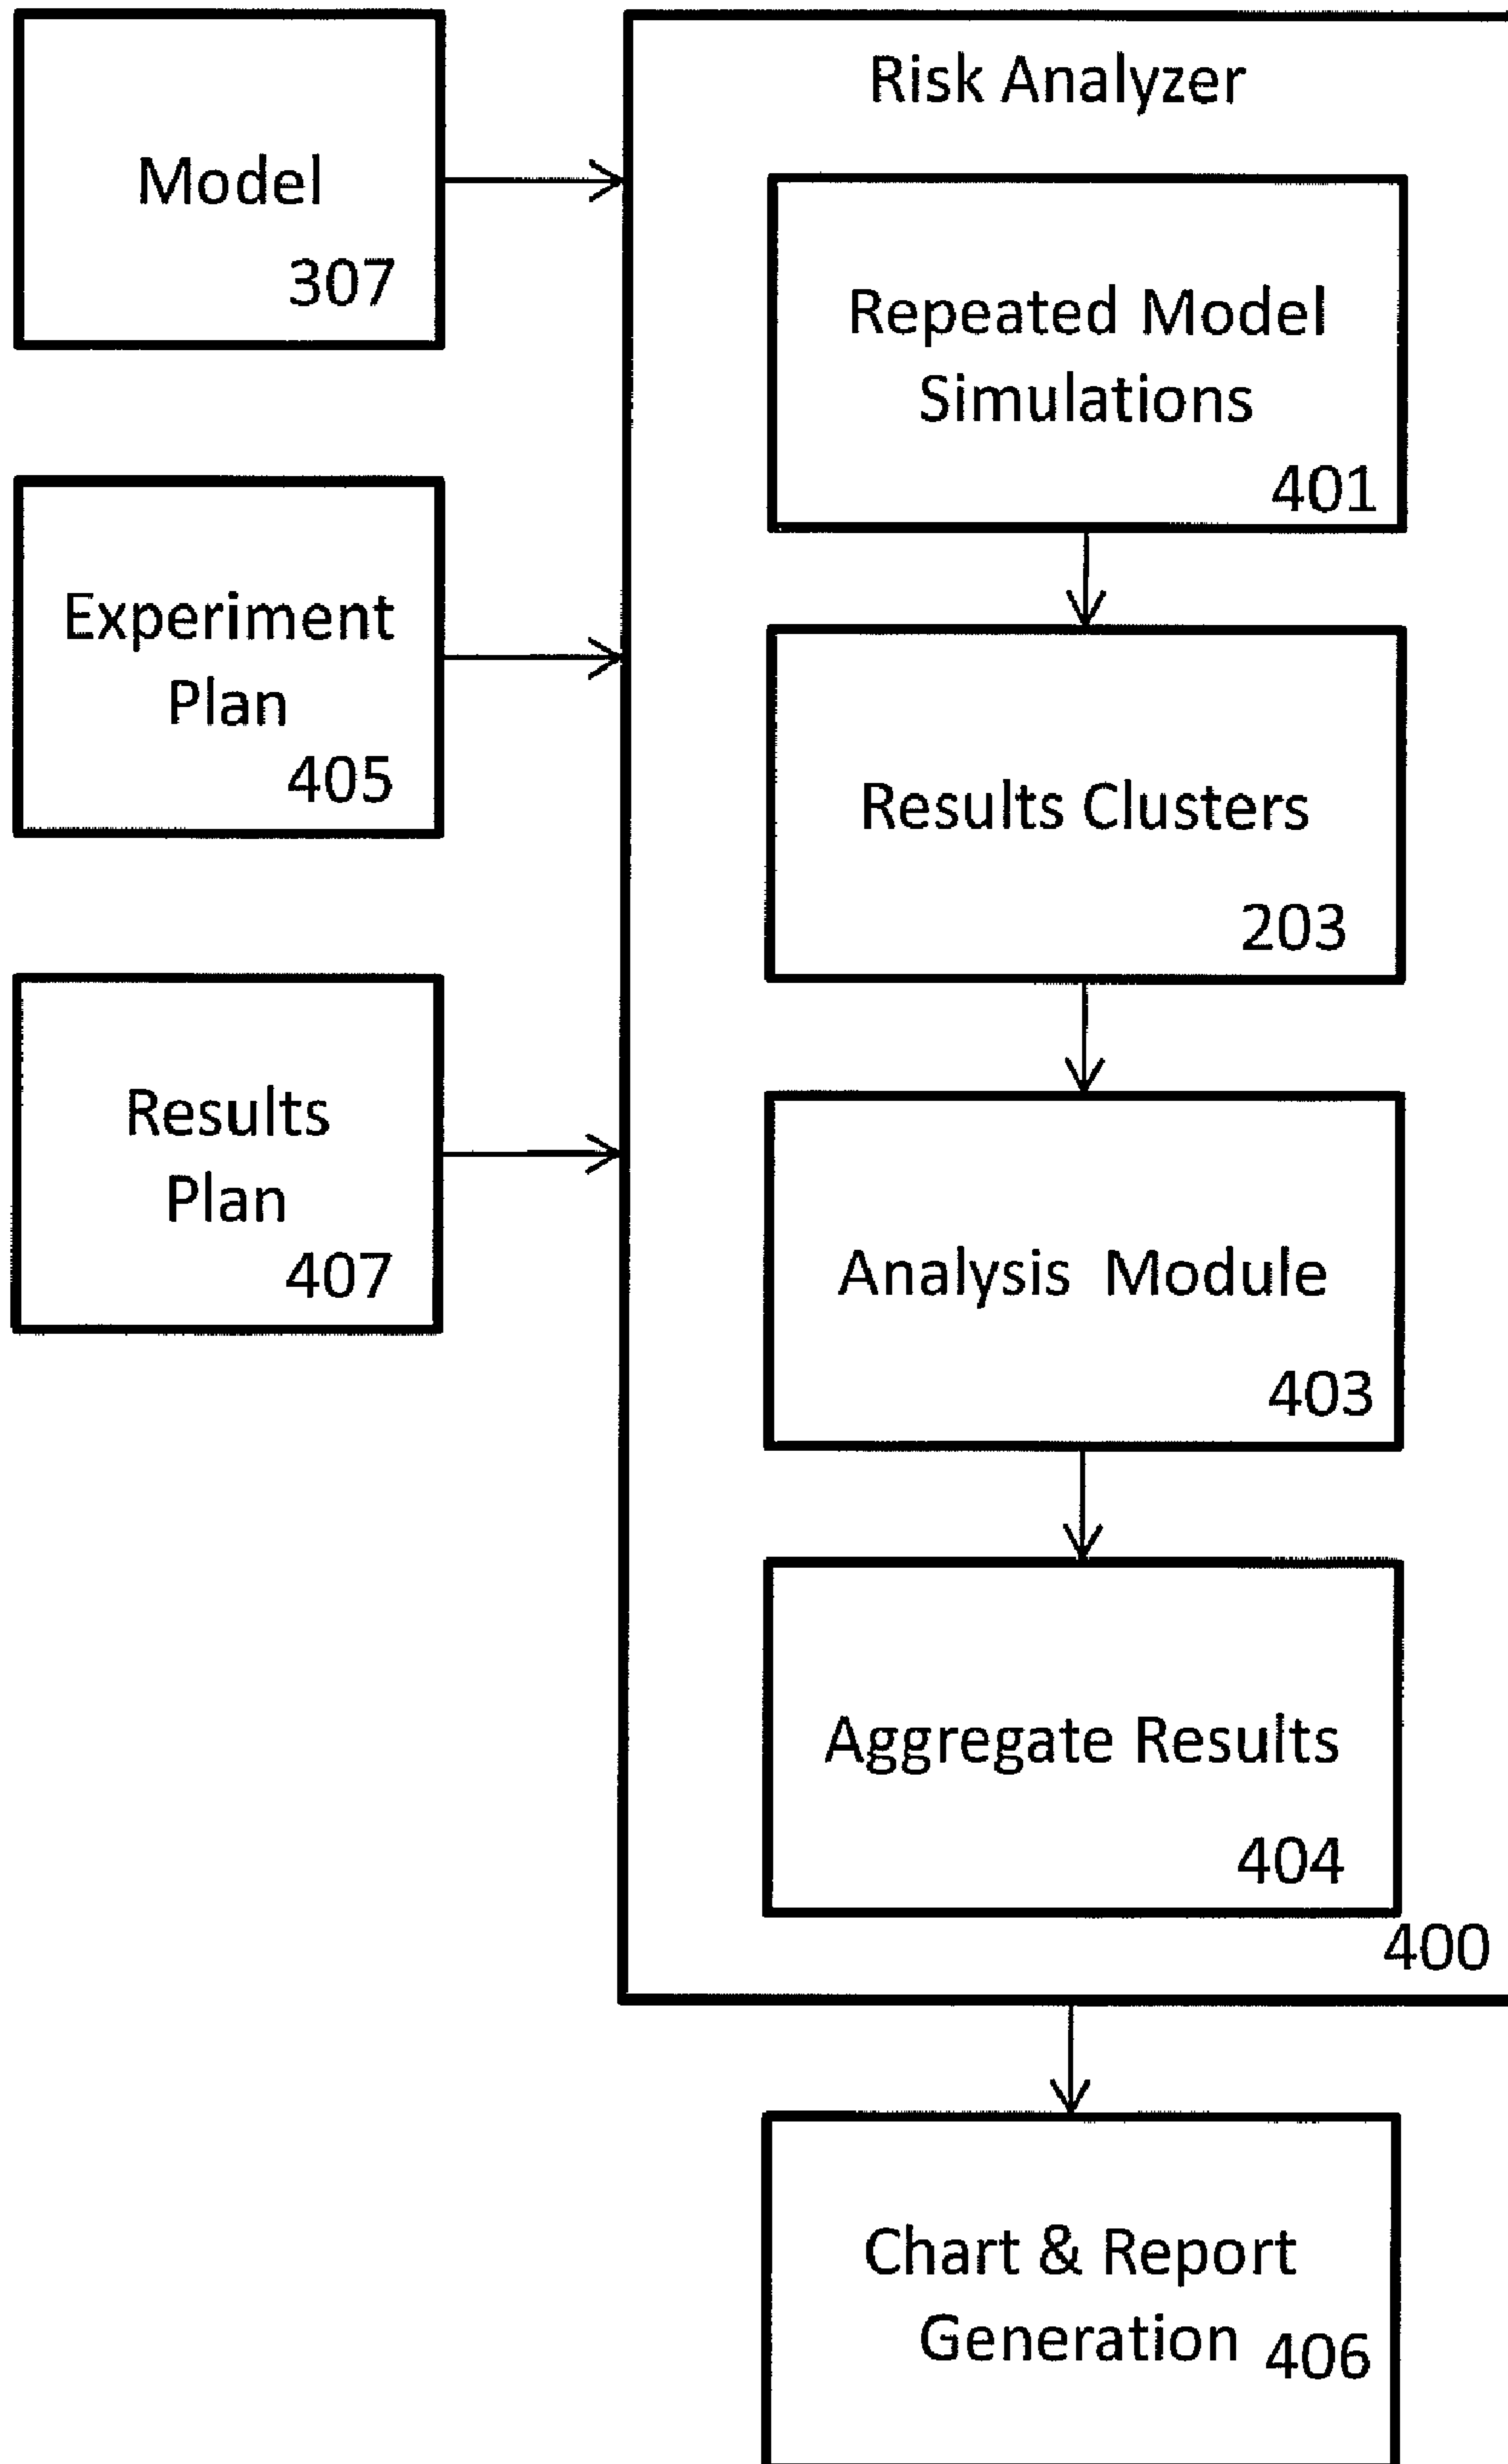 Model
307
Experiment
Plan
405
Results
Plan
407
Risk Analyzer
Repeated Model
Simulations
401
Results Clusters
203
Analysis Module
403
Aggregate Results
404
400
Chart & Report
Generation 406